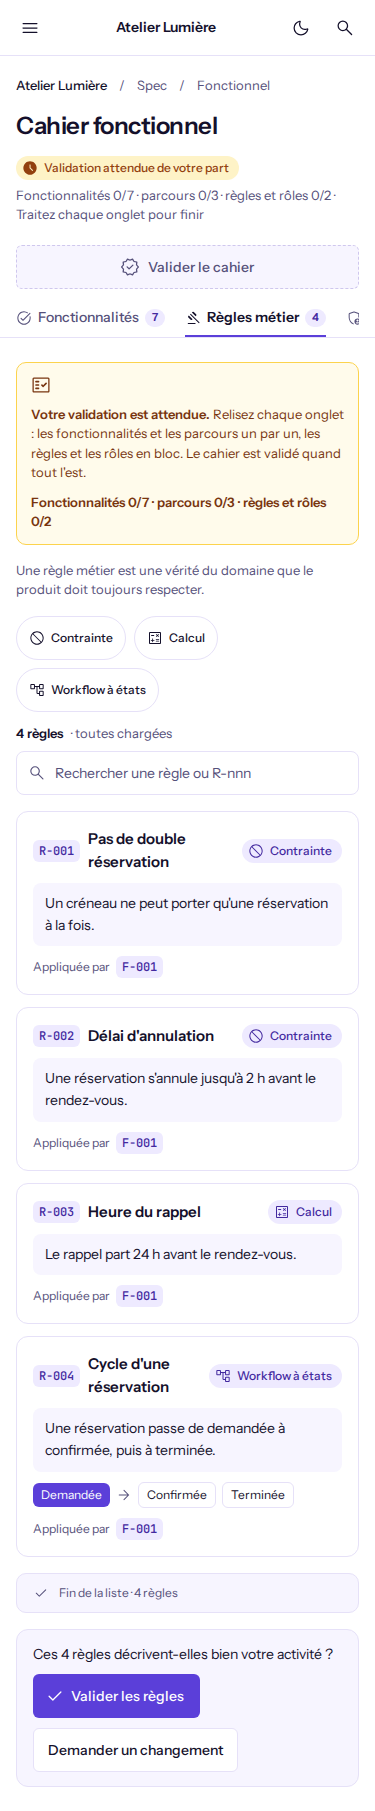 Atelier Lumière
Atelier Lumière / Spec / Fonctionnel
Cahier fonctionnel
Validation attendue de votre part
Fonctionnalités 0/7 · parcours 0/3 · règles et rôles 0/2 ·
Traitez chaque onglet pour finir
Valider le cahier
Fonctionnalités 7 Règles métier 4
Votre validation est attendue. Relisez chaque onglet
: les fonctionnalités et les parcours un par un, les
règles et les rôles en bloc. Le cahier est validé quand
tout l'est.
Fonctionnalités 0/7 · parcours 0/3 · règles et rôles
0/2
Une règle métier est une vérité du domaine que le
produit doit toujours respecter.
Contrainte Calcul
Workflow à états
4 règles · toutes chargées
Rechercher une règle ou R-nnn
R-001 Pas de double
réservation Contrainte
Un créneau ne peut porter qu'une réservation
à la fois.
Appliquée par F-001
R-002 Délai d'annulation Contrainte
Une réservation s'annule jusqu'à 2 h avant le
rendez-vous.
Appliquée par F-001
R-003 Heure du rappel Calcul
Le rappel part 24 h avant le rendez-vous.
Appliquée par F-001
R-004 Cycle d'une
réservation Workflow à états
Une réservation passe de demandée à
confirmée, puis à terminée.
Demandée → Confirmée Terminée
Appliquée par F-001
Fin de la liste · 4 règles
Ces 4 règles décrivent-elles bien votre activité ?
Valider les règles
Demander un changement